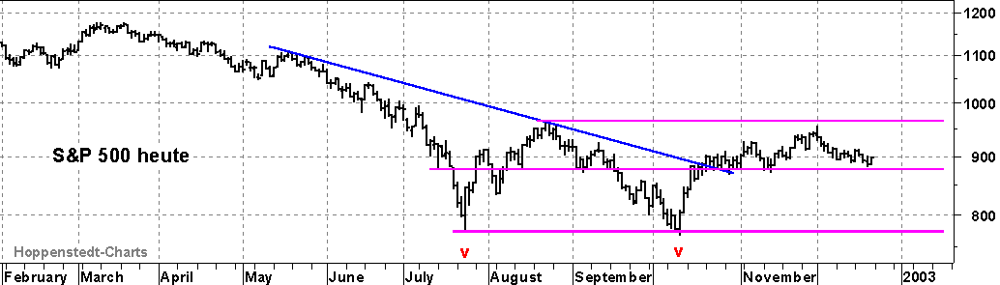 1200
1100
1000
900
800
S&P 500 heute
Hoppenstedt-Charts
v v
February March April May June July August September November 2003